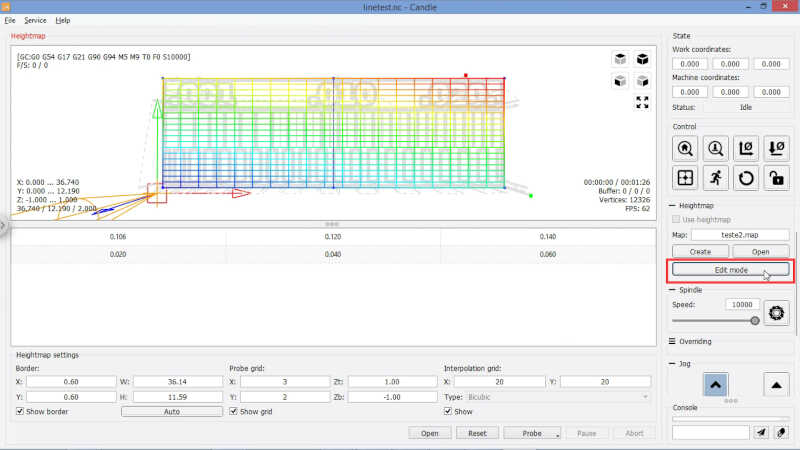 linetest.nc - Candle
File Service Help
Heightmap
[GC:G0 G54 G17 G21 G90 G94 M5 M9 T0 F0 S10000]
F/S: 0 / 0
.001 .010 .0205
X: 0.000 ... 36.740
Y: 0.000 ... 12.190
Z: -1.000 ... 1.000
36.740 / 12.190 / 2.000
00:00:00 / 00:01:26
Buffer: 0 / 0 / 0
Vertices: 12326
FPS: 62
0.106 0.120 0.140
0.020 0.040 0.060
Heightmap settings
Border: Probe grid: Interpolation grid:
X: 0.60 W: 36.14 X: 3 Zt: 1.00 X: 20 Y: 20
Y: 0.60 H: 11.59 Y: 2 Zb: -1.00 Type: Bicubic
Show border Auto Show grid Show
Open Reset Probe Pause Abort
State
Work coordinates:
0.000 0.000 0.000
Machine coordinates:
0.000 0.000 0.000
Status: Idle
Control
Heightmap
Use heightmap
Map: teste2.map
Create Open
Edit mode
Spindle
Speed: 10000
Overriding
Jog
Console